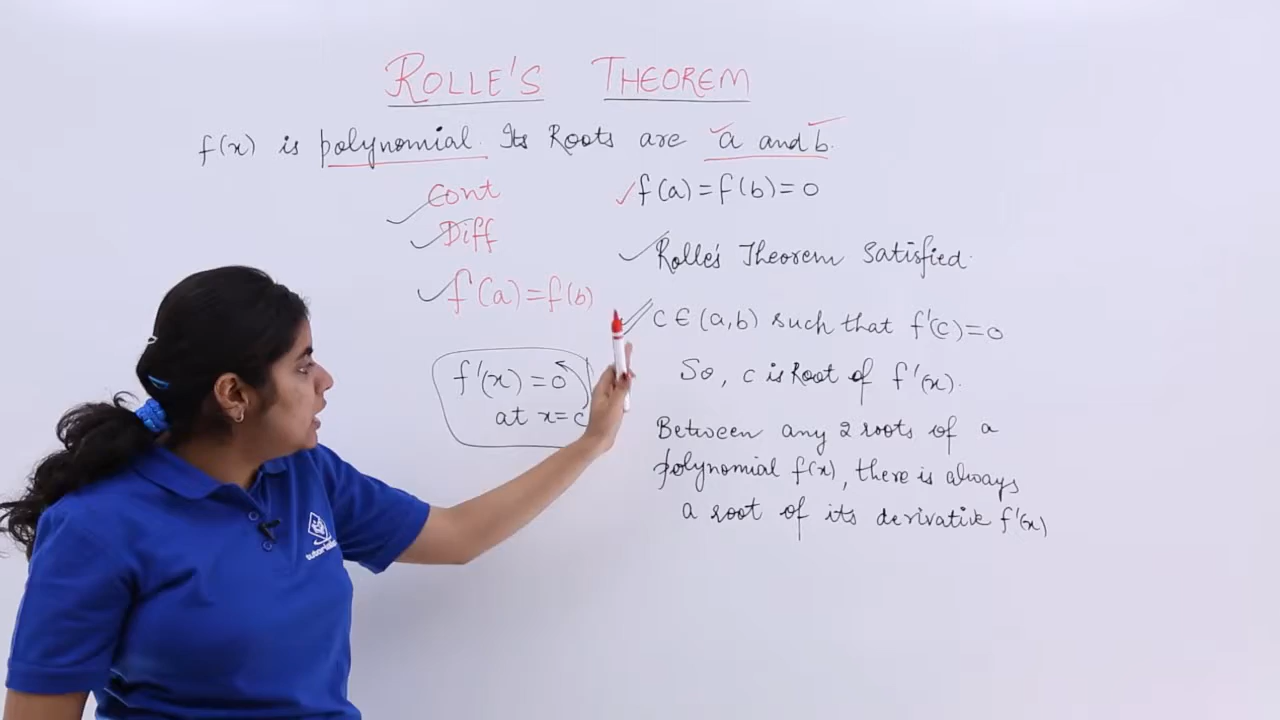 ROLLE'S THEOREM
f(x) is polynomial. Its Roots are a and b.
Cont
Diff
f(a)=f(b)
f'(x)=0
at x=c
f(a)=f(b)=0
Rolle's Theorem Satisfied.
c∈(a,b) such that f'(c)=0
So, c is Root of f'(x).
Between any 2 roots of a
polynomial f(x), there is always
a root of its derivative f'(x)